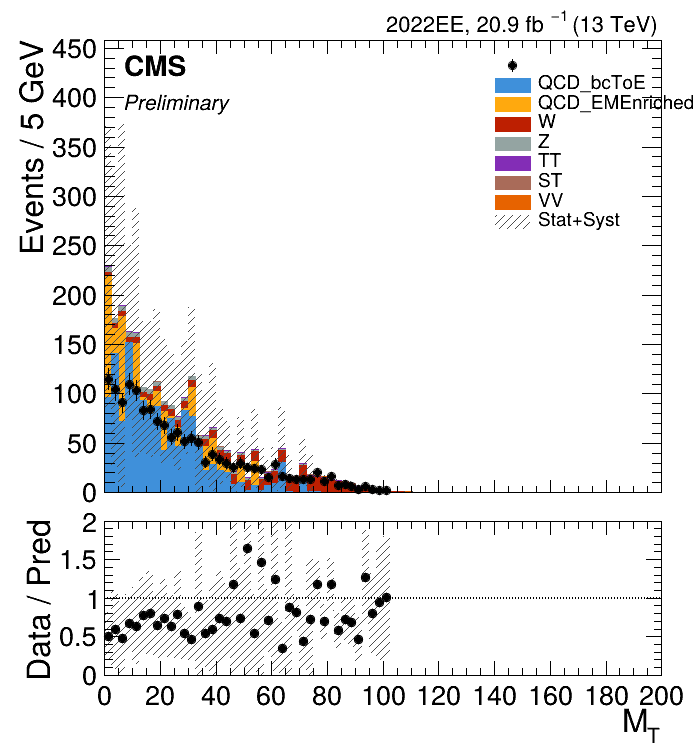 2022EE, 20.9 fb ⁻¹ (13 TeV)
CMS
Preliminary
Events / 5 GeV
450
400
350
300
250
200
150
100
50
0
QCD_bcToE
QCD_EMEnriched
W
Z
TT
ST
VV
Stat+Syst
Data / Pred
2
1.5
1
0.5
0
0 20 40 60 80 100 120 140 160 180 200
M_T